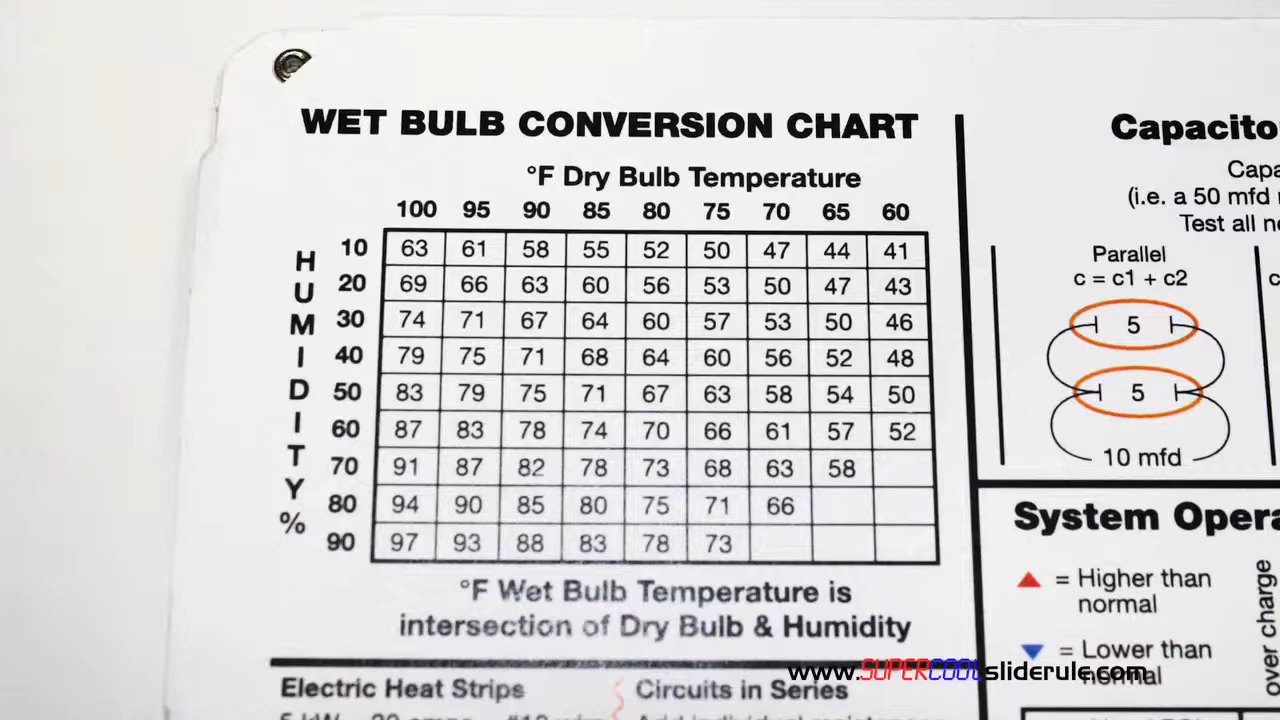 WET BULB CONVERSION CHART
°F Dry Bulb Temperature
100 95 90 85 80 75 70 65 60
HUMIDITY %
10 63 61 58 55 52 50 47 44 41
20 69 66 63 60 56 53 50 47 43
30 74 71 67 64 60 57 53 50 46
40 79 75 71 68 64 60 56 52 48
50 83 79 75 71 67 63 58 54 50
60 87 83 78 74 70 66 61 57 52
70 91 87 82 78 73 68 63 58
80 94 90 85 80 75 71 66
90 97 93 88 83 78 73
°F Wet Bulb Temperature is
intersection of Dry Bulb & Humidity
Electric Heat Strips
Circuits in Series
Capacito
Capa
(i.e. a 50 mfd
Test all
Parallel
c = c1 + c2
5
5
10 mfd
System Opera
= Higher than
normal
= Lower than
normal
over charge
www.SUPERCOOLsliderule.com